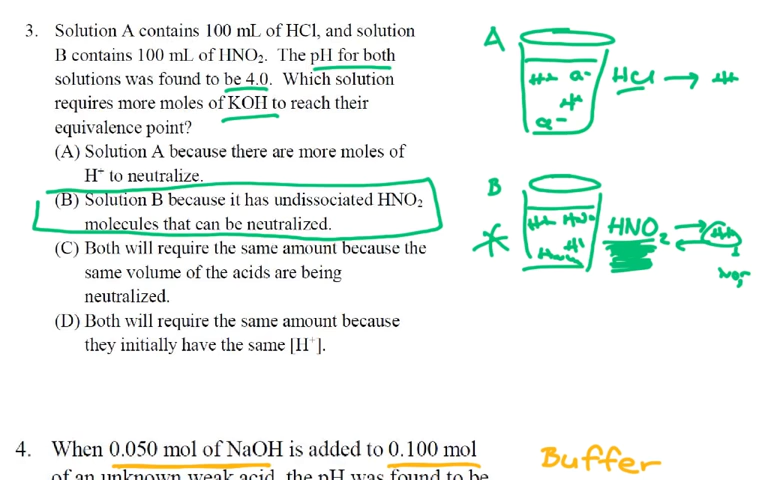 3. Solution A contains 100 mL of HCl, and solution
B contains 100 mL of HNO₂. The pH for both
solutions was found to be 4.0. Which solution
requires more moles of KOH to reach their
equivalence point?
(A) Solution A because there are more moles of
H⁺ to neutralize.
(B) Solution B because it has undissociated HNO₂
molecules that can be neutralized.
(C) Both will require the same amount because the
same volume of the acids are being
neutralized.
(D) Both will require the same amount because
they initially have the same [H⁺].
A
HCl →
B
HNO₂ ⇌
4. When 0.050 mol of NaOH is added to 0.100 mol
of an unknown weak acid, the pH was found to be
Buffer